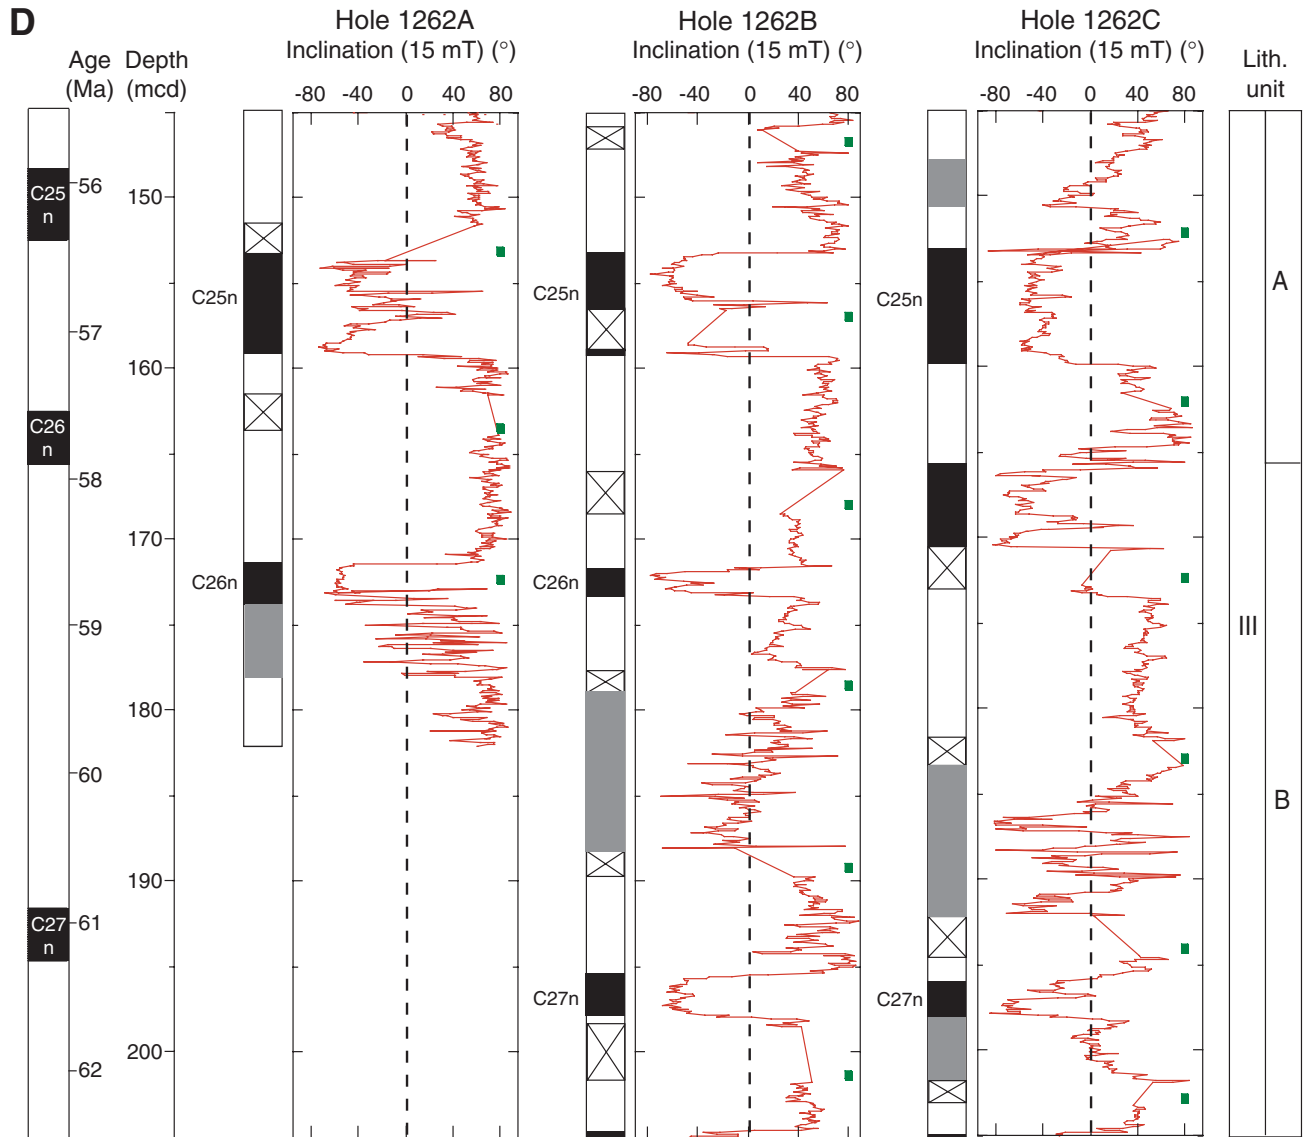 D
Hole 1262A
Hole 1262B
Hole 1262C
Inclination (15 mT) (°)
Inclination (15 mT) (°)
Inclination (15 mT) (°)
Age
(Ma)
Depth
(mcd)
Lith.
unit
-80 -40 0 40 80
-80 -40 0 40 80
-80 -40 0 40 80
56
57
58
59
60
61
62
C25
n
C26
n
C27
n
150
160
170
180
190
200
C25n
C26n
C25n
C26n
C27n
C25n
C27n
A
III
B